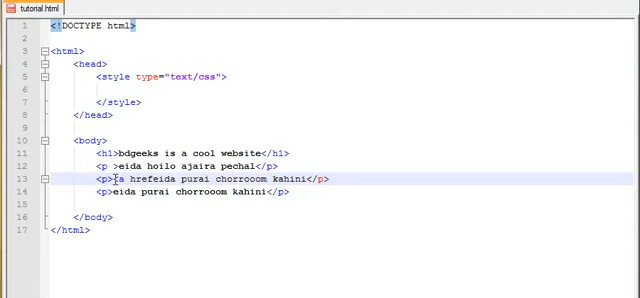 tutorial.html
1 <!DOCTYPE html>
2
3 <html>
4 <head>
5 <style type="text/css">
6
7 </style>
8 </head>
9
10 <body>
11 <h1>bdgeeks is a cool website</h1>
12 <p >eida hoilo ajaira pechal</p>
13 <p><a hrefeida purai chorrooom kahini</p>
14 <p>eida purai chorrooom kahini</p>
15
16 </body>
17 </html>